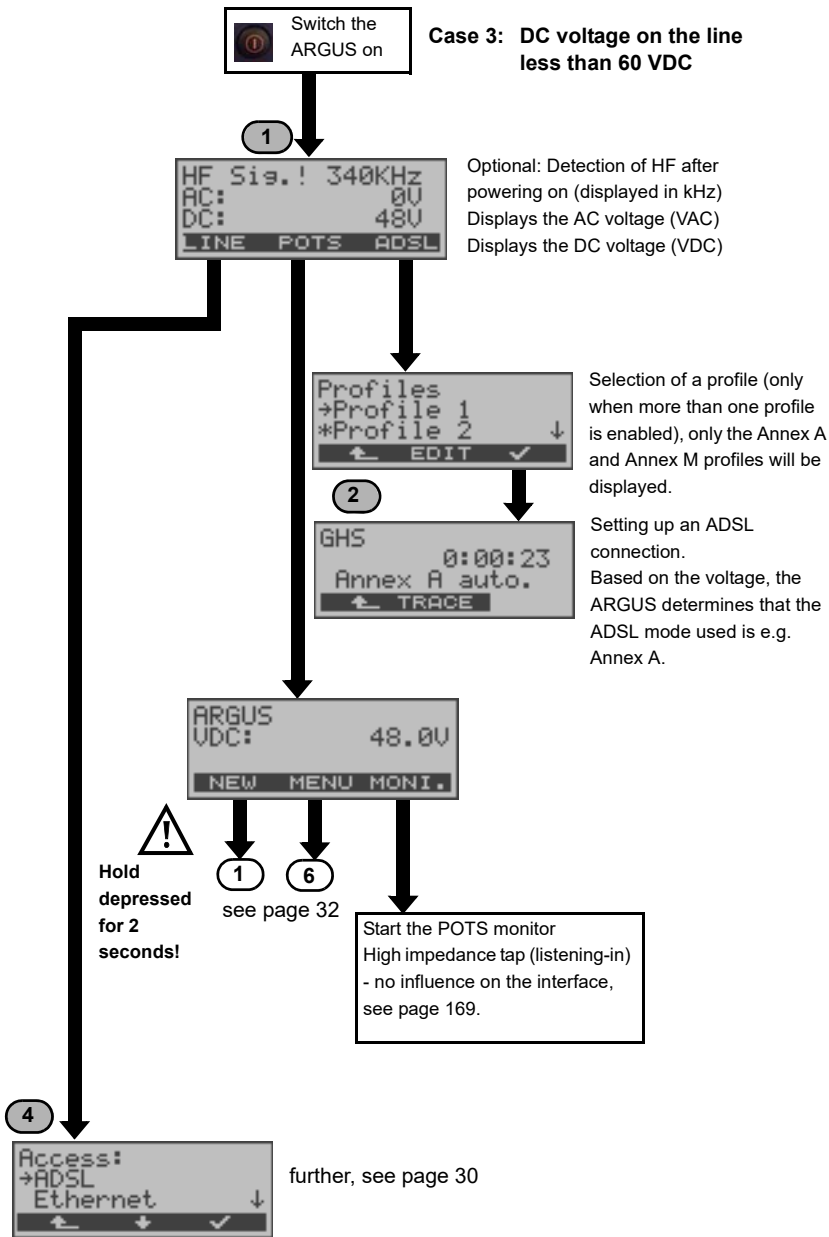 Switch the
ARGUS on
Case 3: DC voltage on the line
less than 60 VDC
1
HF Sig.! 340KHz
AC: 0V
DC: 48V
LINE POTS ADSL
Optional: Detection of HF after
powering on (displayed in kHz)
Displays the AC voltage (VAC)
Displays the DC voltage (VDC)
Profiles
→Profile 1
*Profile 2 ↓
EDIT ✓
Selection of a profile (only
when more than one profile
is enabled), only the Annex A
and Annex M profiles will be
displayed.
2
GHS
0:00:23
Annex A auto.
TRACE
Setting up an ADSL
connection.
Based on the voltage, the
ARGUS determines that the
ADSL mode used is e.g.
Annex A.
ARGUS
VDC: 48.0V
NEW MENU MONI.
Hold
depressed
for 2
seconds!
1 6
see page 32
Start the POTS monitor
High impedance tap (listening-in)
- no influence on the interface,
see page 169.
4
Access:
→ADSL
Ethernet ↓
further, see page 30